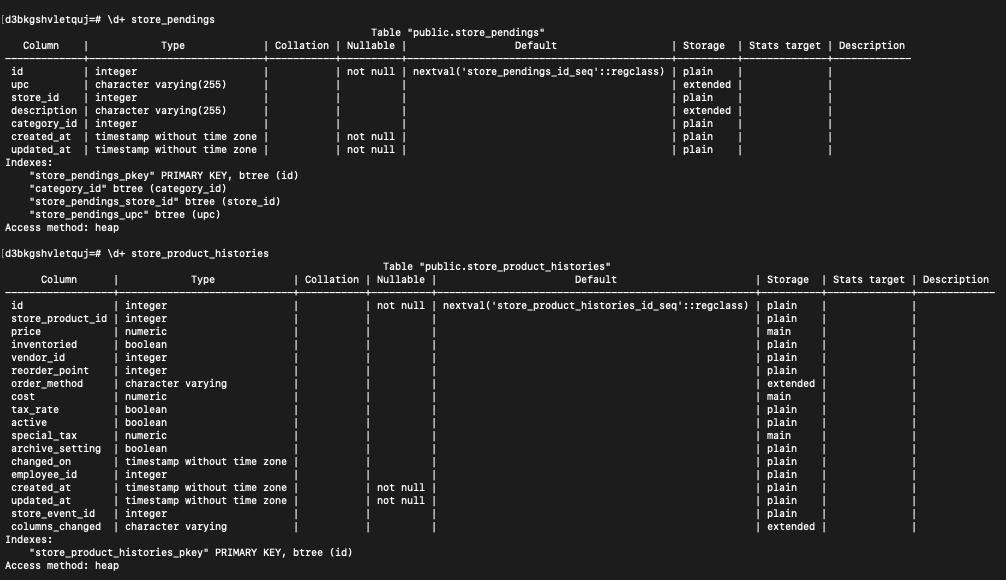 [d3bkgshvletquj=# \d+ store_pendings
Table "public.store_pendings"
Column | Type | Collation | Nullable | Default | Storage | Stats target | Description
id | integer | | not null | nextval('store_pendings_id_seq'::regclass) | plain | |
upc | character varying(255) | | | | extended | |
store_id | integer | | | | plain | |
description | character varying(255) | | | | extended | |
category_id | integer | | | | plain | |
created_at | timestamp without time zone | | not null | | plain | |
updated_at | timestamp without time zone | | not null | | plain | |
Indexes:
"store_pendings_pkey" PRIMARY KEY, btree (id)
"category_id" btree (category_id)
"store_pendings_store_id" btree (store_id)
"store_pendings_upc" btree (upc)
Access method: heap
[d3bkgshvletquj=# \d+ store_product_histories
Table "public.store_product_histories"
Column | Type | Collation | Nullable | Default | Storage | Stats target | Description
id | integer | | not null | nextval('store_product_histories_id_seq'::regclass) | plain | |
store_product_id | integer | | | | plain | |
price | numeric | | | | main | |
inventoried | boolean | | | | plain | |
vendor_id | integer | | | | plain | |
reorder_point | integer | | | | plain | |
order_method | character varying | | | | extended | |
cost | numeric | | | | main | |
tax_rate | boolean | | | | plain | |
active | boolean | | | | plain | |
special_tax | numeric | | | | main | |
archive_setting | boolean | | | | plain | |
changed_on | timestamp without time zone | | | | plain | |
employee_id | integer | | | | plain | |
created_at | timestamp without time zone | | not null | | plain | |
updated_at | timestamp without time zone | | not null | | plain | |
store_event_id | integer | | | | plain | |
columns_changed | character varying | | | | extended | |
Indexes:
"store_product_histories_pkey" PRIMARY KEY, btree (id)
Access method: heap